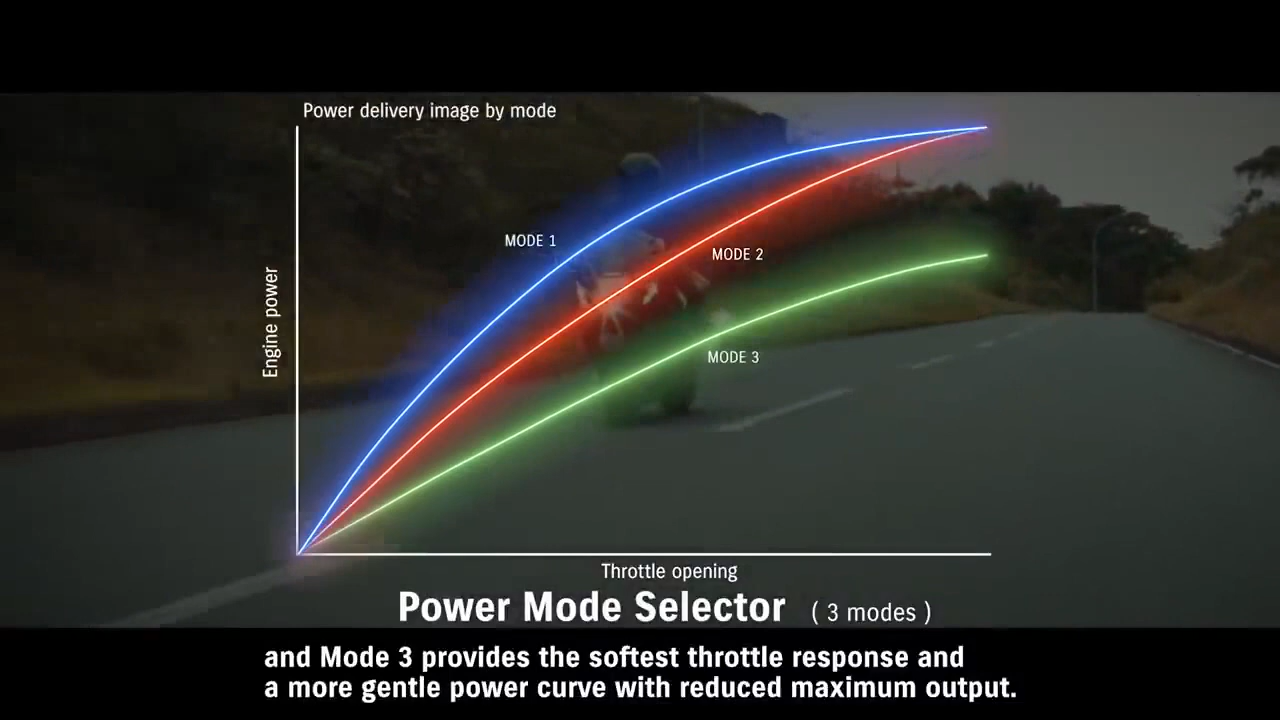 Power delivery image by mode
MODE 1
MODE 2
MODE 3
Engine power
Throttle opening
Power Mode Selector ( 3 modes )
and Mode 3 provides the softest throttle response and
a more gentle power curve with reduced maximum output.